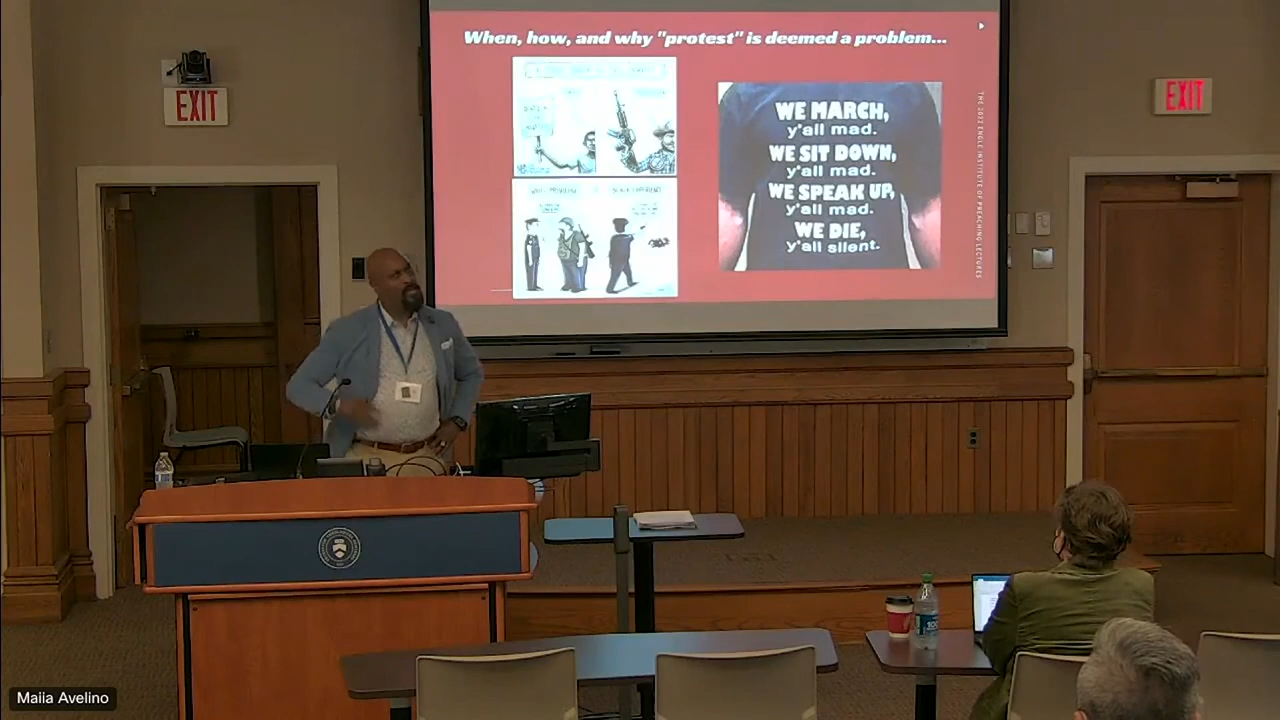 When, how, and why "protest" is deemed a problem...
EXIT
EXIT
WE MARCH,
y'all mad.
WE SIT DOWN,
y'all mad.
WE SPEAK UP,
y'all mad.
WE DIE,
y'all silent.
THE 2022 ENGLE INSTITUTE OF PREACHING LECTURES
Maiia Avelino